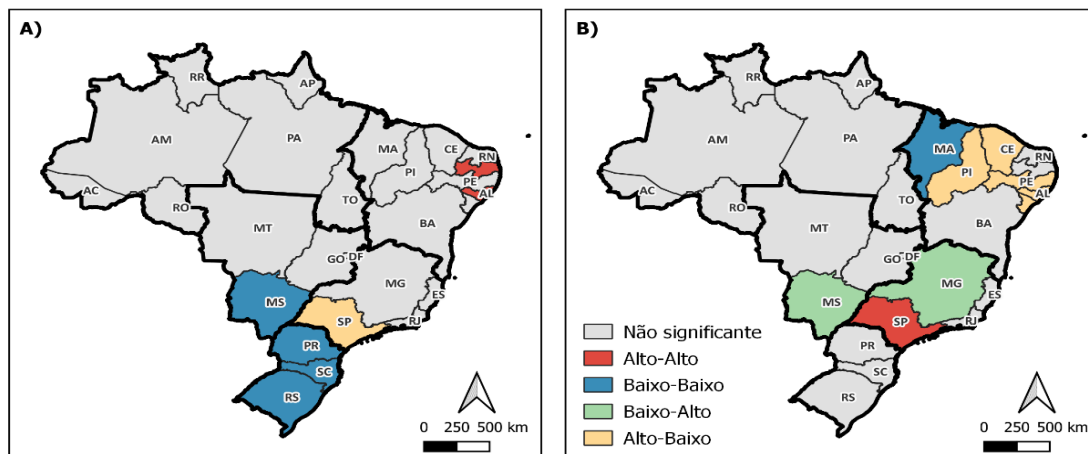 A)
RR
AP
AM
PA
MA
CE
RN
PI
PE
AL
AC
RO
TO
BA
MT
GO
DF
MG
ES
MS
SP
RJ
PR
SC
RS
0 250 500 km
B)
RR
AP
AM
PA
MA
CE
RN
PI
PE
AL
AC
RO
TO
BA
MT
GO
DF
MG
ES
MS
SP
RJ
PR
SC
RS
Não significante
Alto-Alto
Baixo-Baixo
Baixo-Alto
Alto-Baixo
0 250 500 km